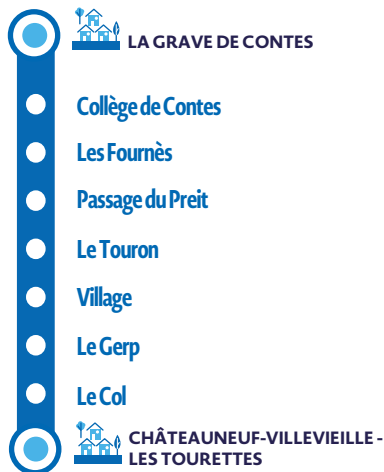 LA GRAVE DE CONTES
Collège de Contes
Les Fournès
Passage du Preit
Le Touron
Village
Le Gerp
Le Col
CHÂTEAUNEUF-VILLEVIEILLE -
LES TOURETTES